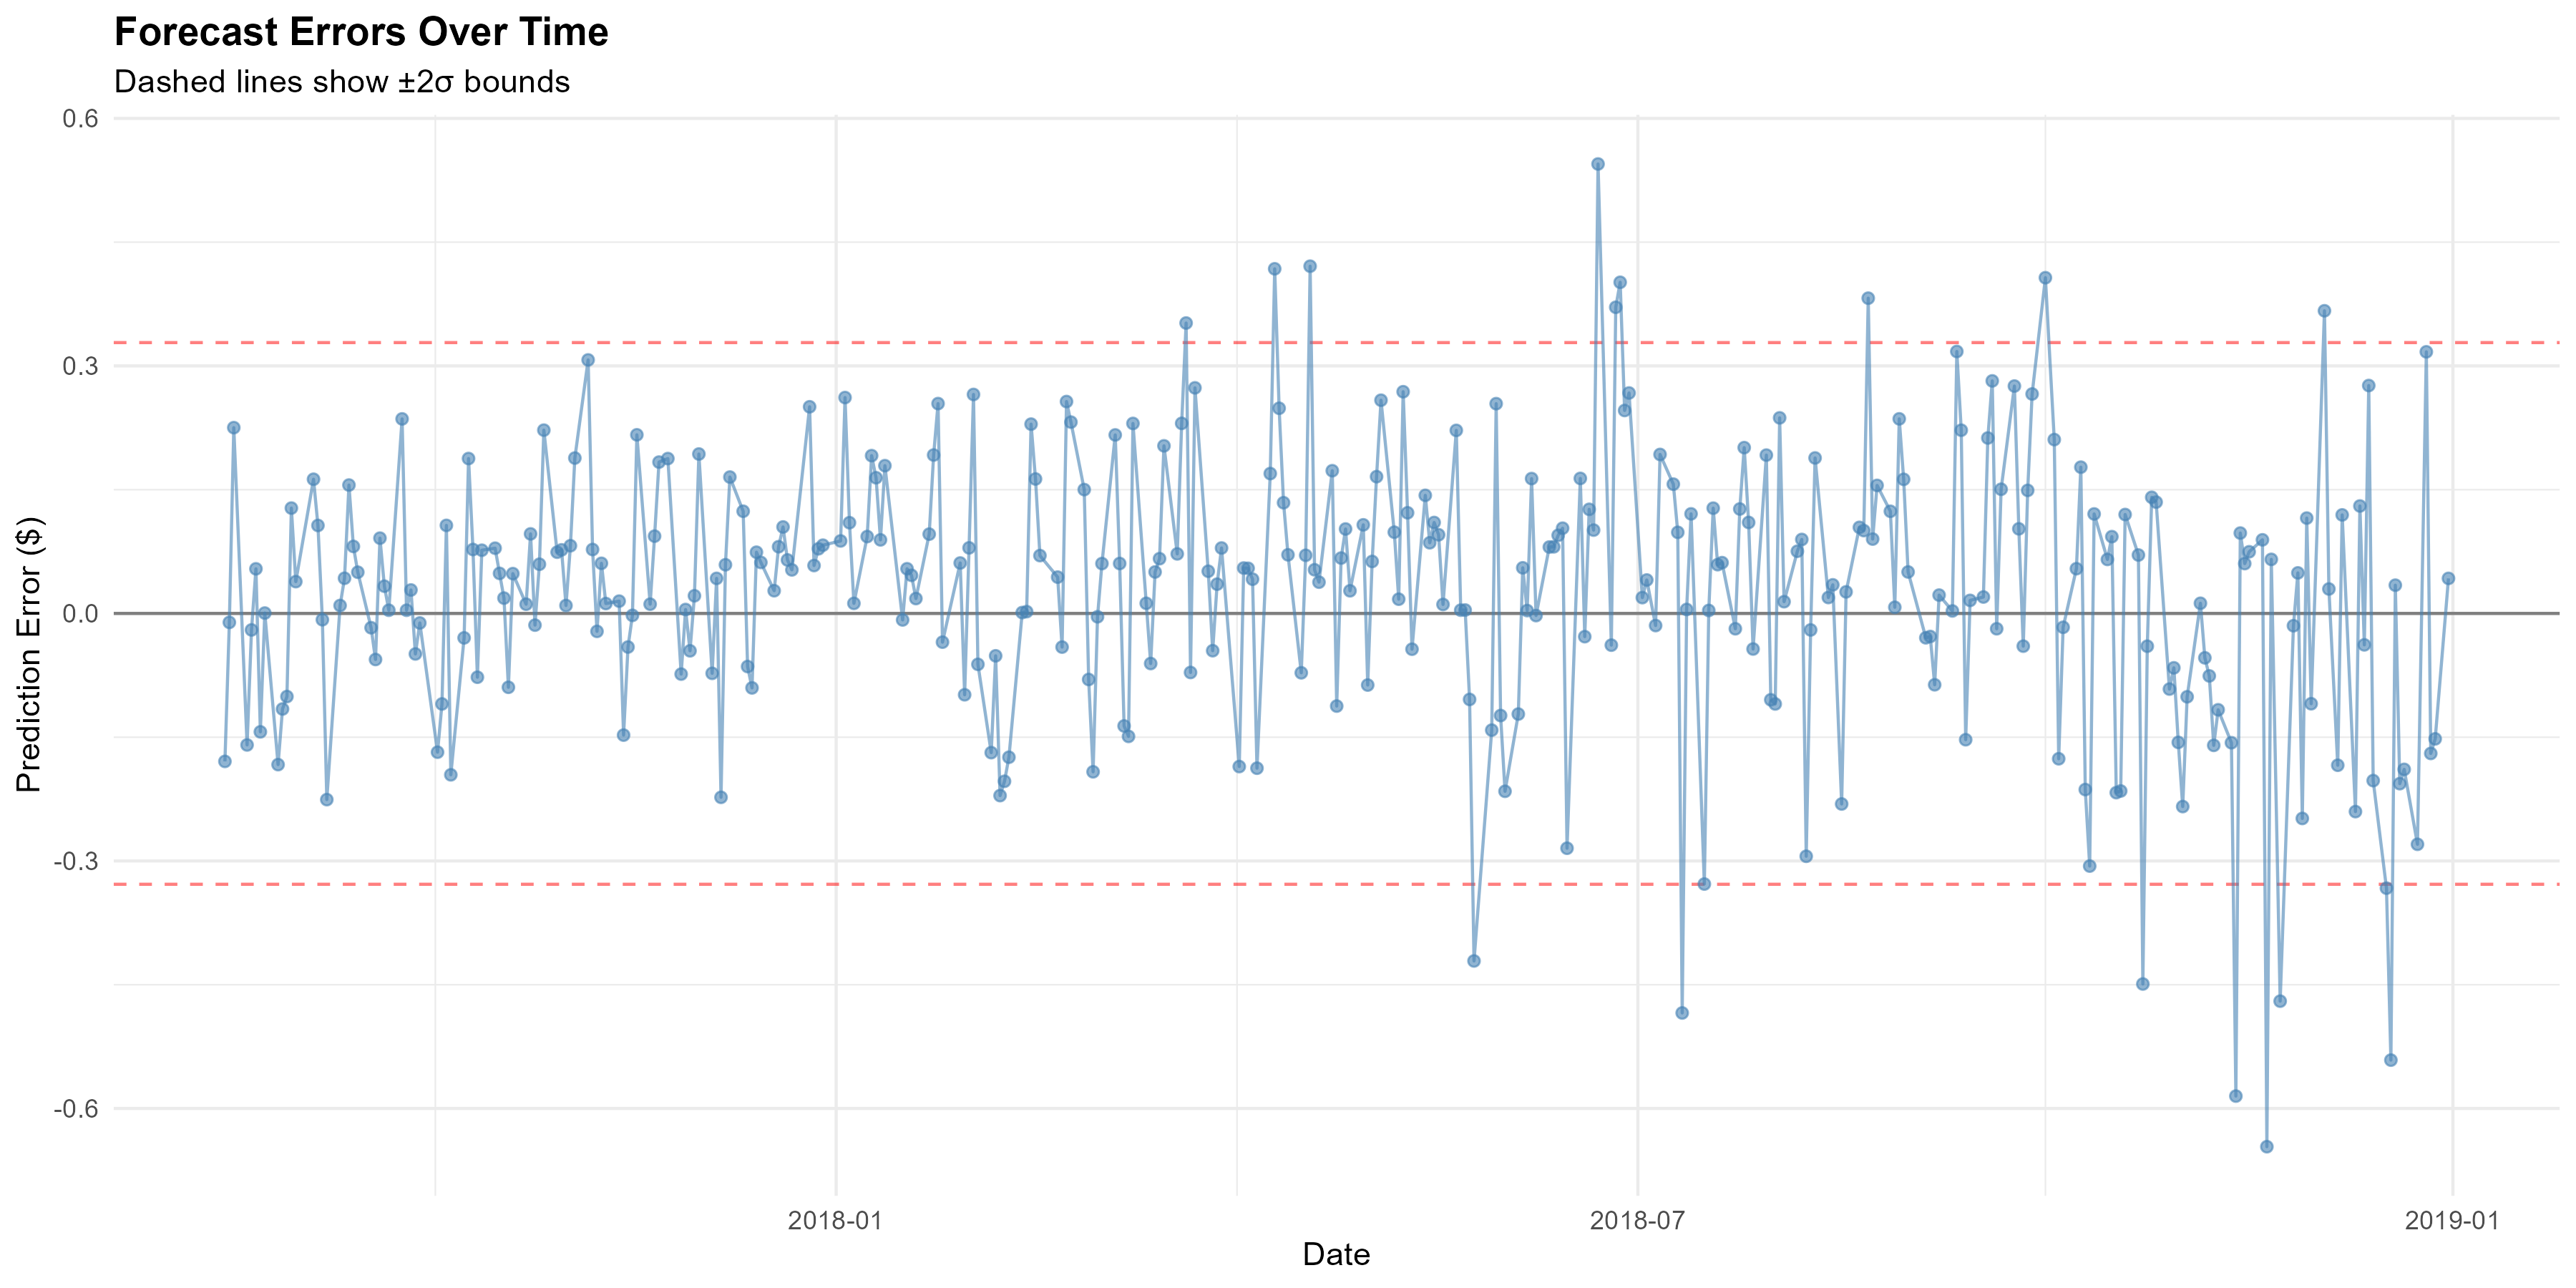 Forecast Errors Over Time
Dashed lines show ±2σ bounds
Prediction Error ($)
0.6
0.3
0.0
-0.3
-0.6
2018-01
2018-07
2019-01
Date